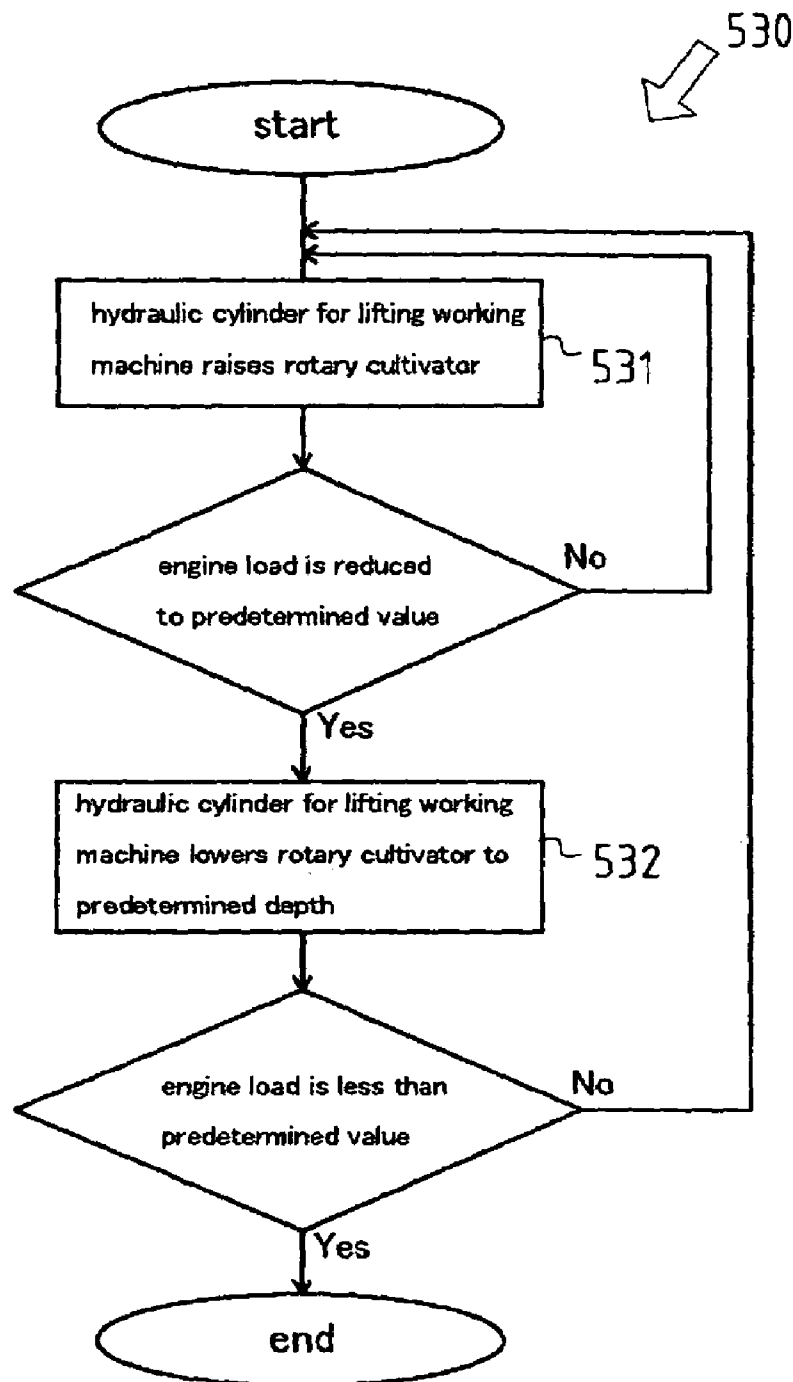 530
start
hydraulic cylinder for lifting working
machine raises rotary cultivator
531
engine load is reduced
to predetermined value
No
Yes
hydraulic cylinder for lifting working
machine lowers rotary cultivator to
predetermined depth
532
engine load is less than
predetermined value
No
Yes
end